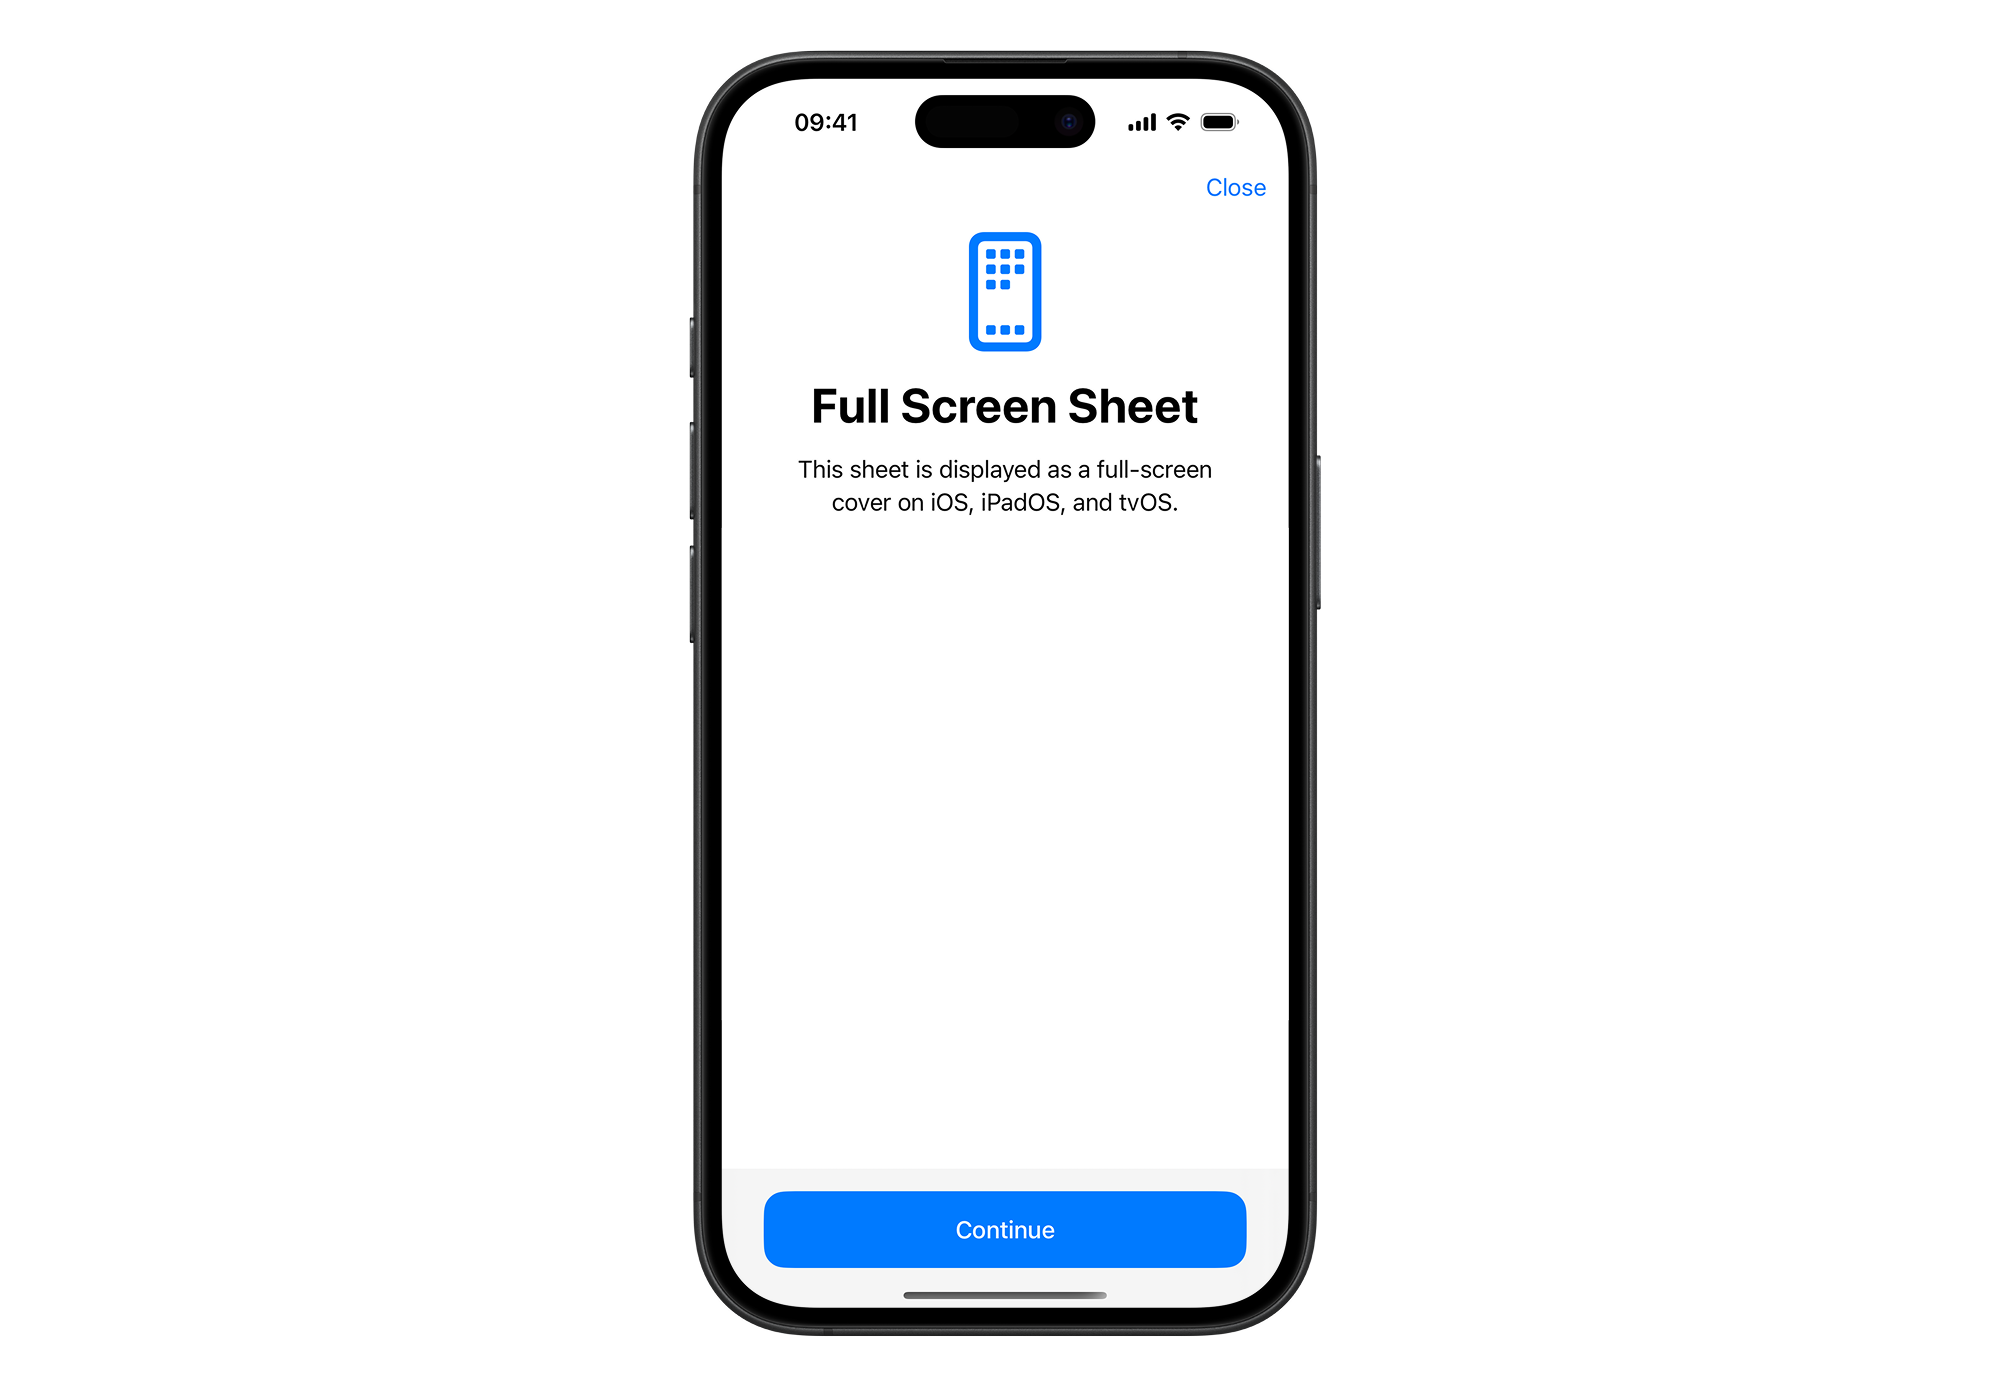 09:41
Close
Full Screen Sheet
This sheet is displayed as a full-screen
cover on iOS, iPadOS, and tvOS.
Continue